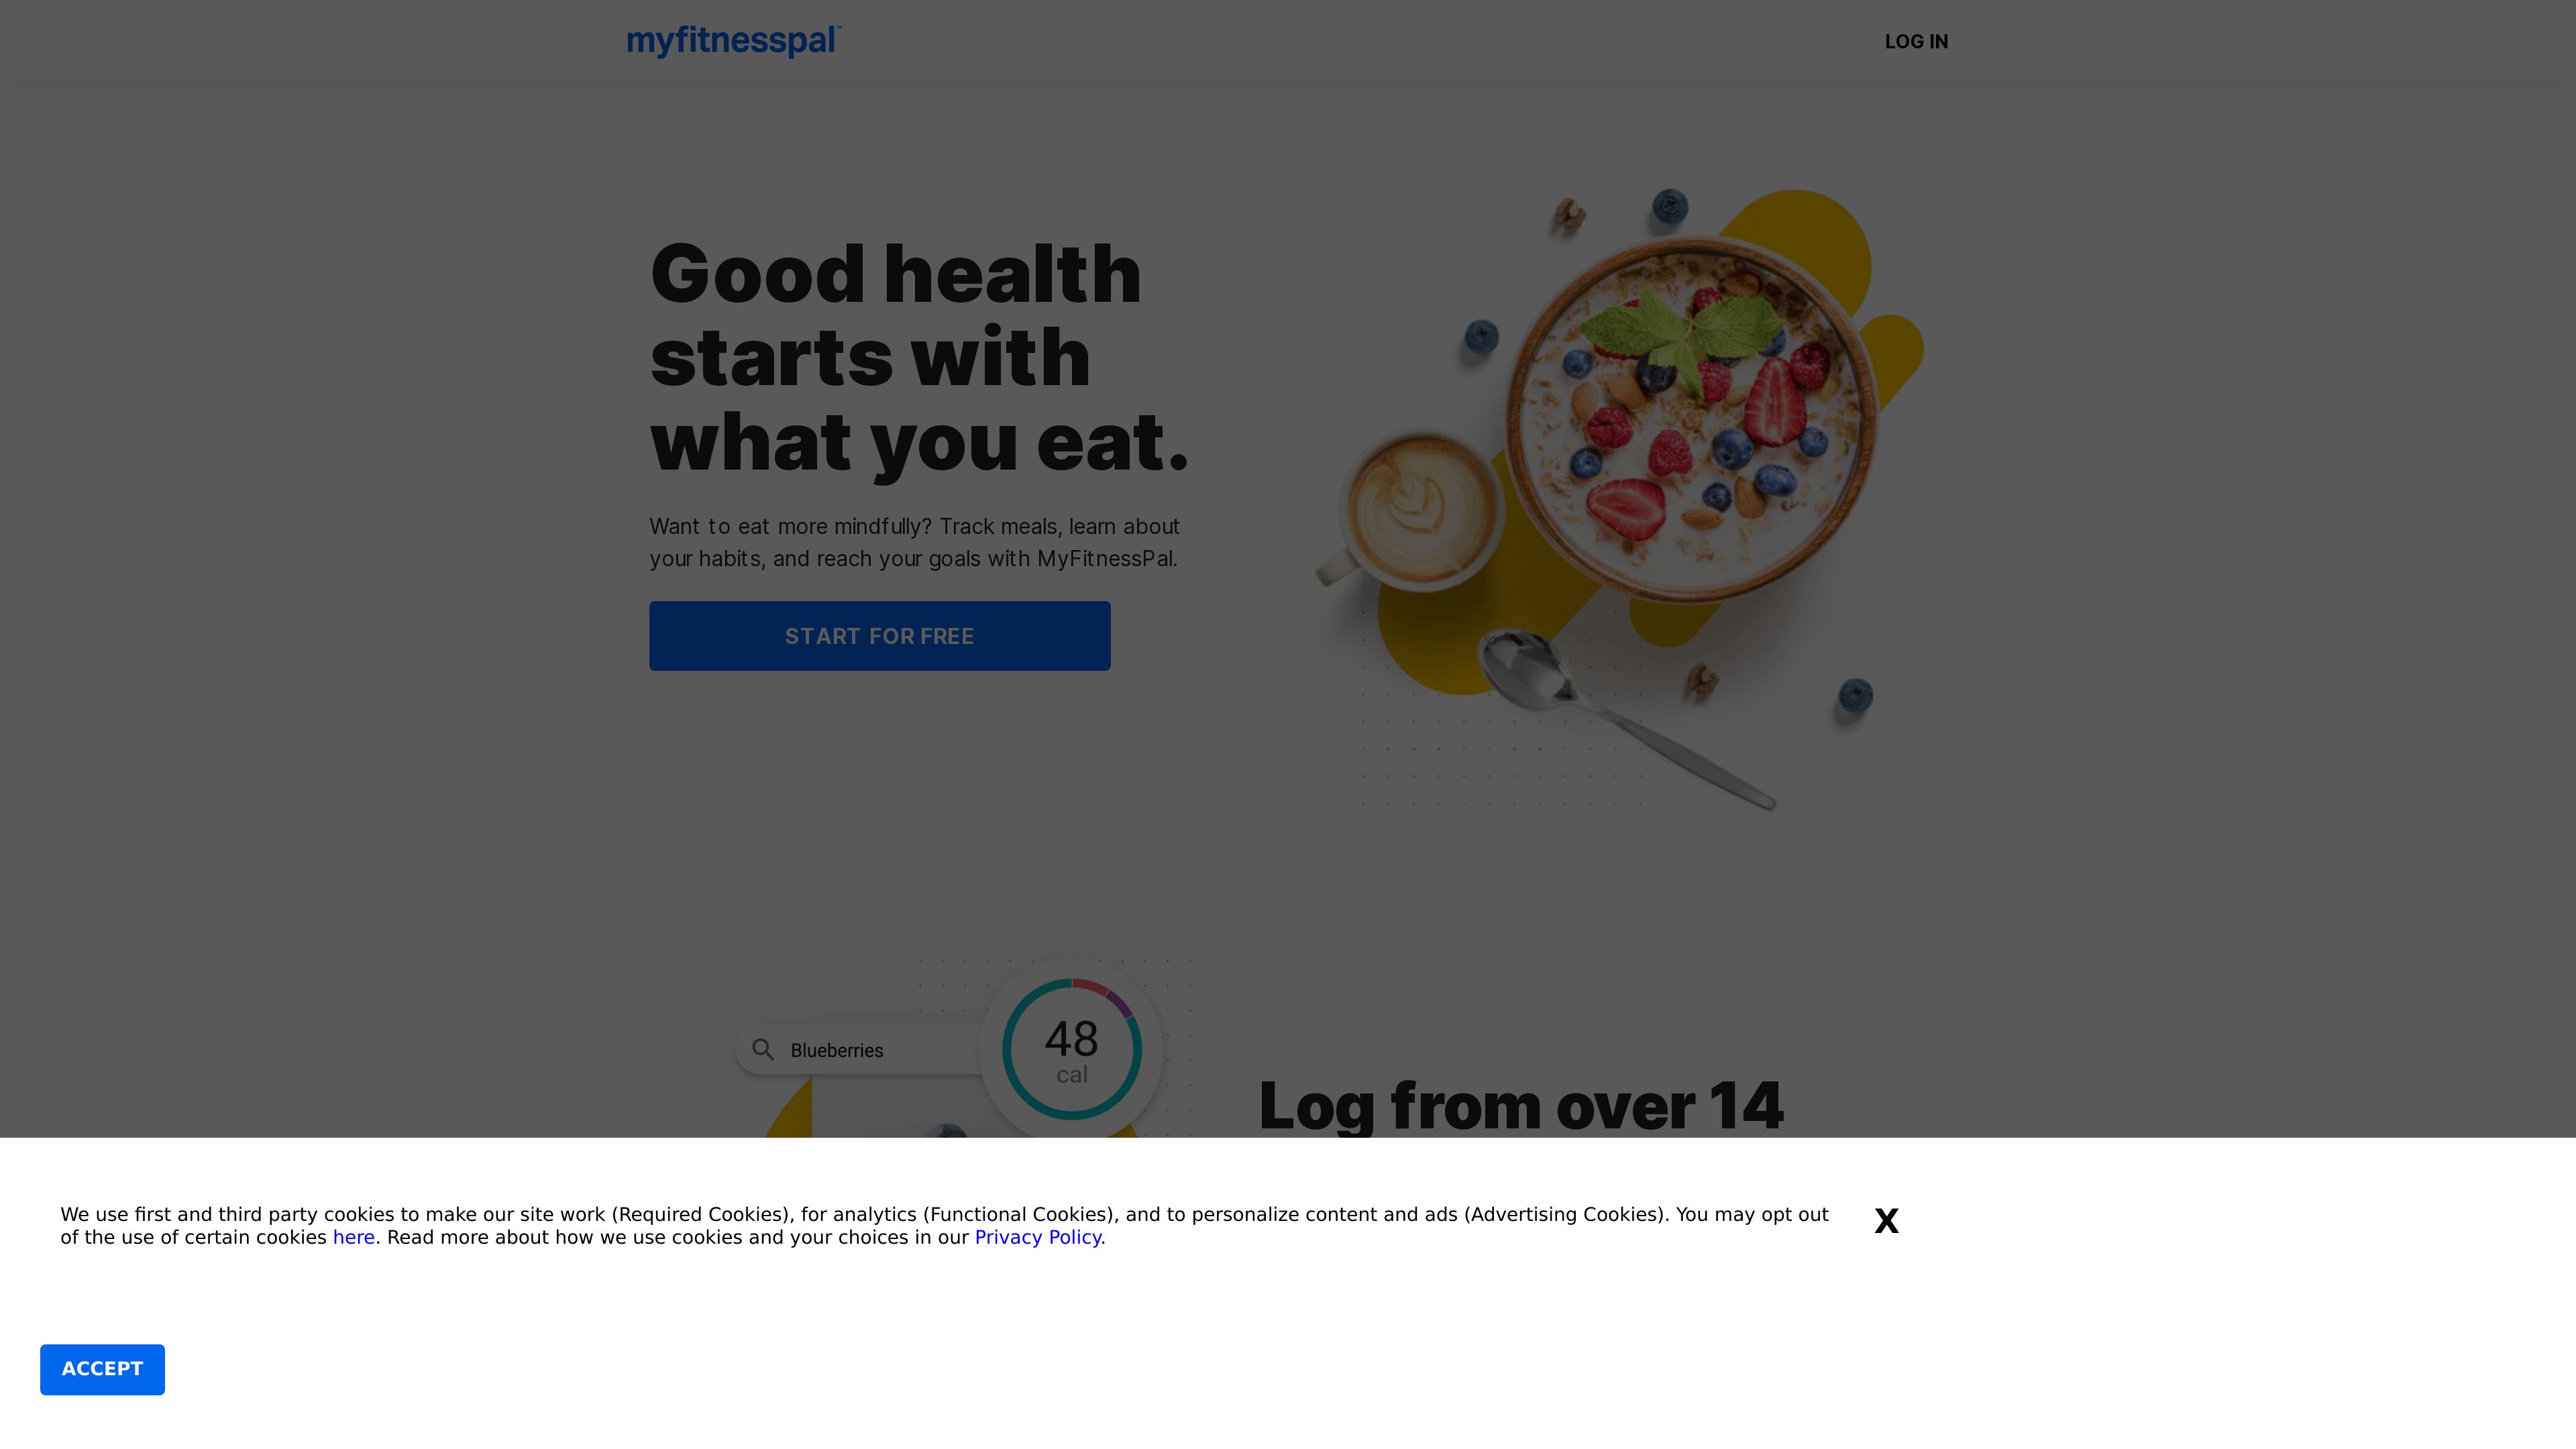 myfitnesspal™
LOG IN
Good health
starts with
what you eat.
Want to eat more mindfully? Track meals, learn about
your habits, and reach your goals with MyFitnessPal.
START FOR FREE
Blueberries
48
cal
Log from over 14
We use first and third party cookies to make our site work (Required Cookies), for analytics (Functional Cookies), and to personalize content and ads (Advertising Cookies). You may opt out
of the use of certain cookies here. Read more about how we use cookies and your choices in our Privacy Policy.
X
ACCEPT